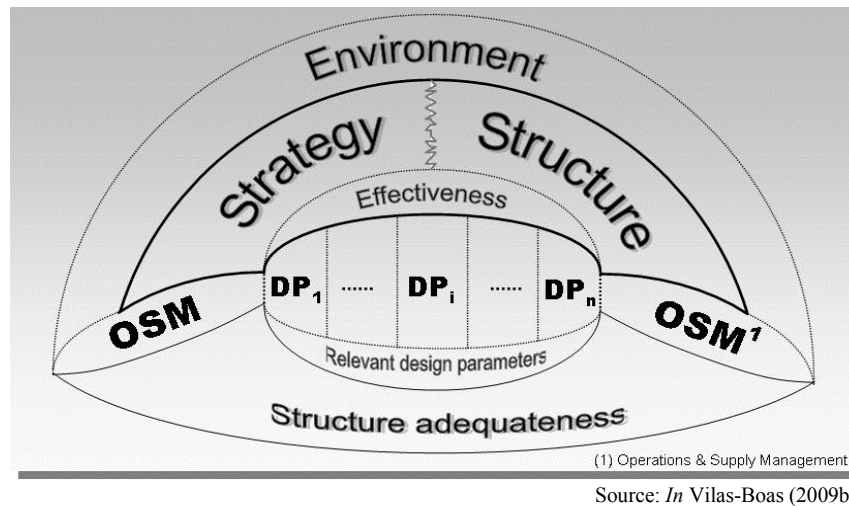 Environment
Strategy
Structure
Effectiveness
DP1 ...... DPi ...... DPn
OSM
OSM¹
Relevant design parameters
Structure adequateness
(1) Operations & Supply Management
Source: In Vilas-Boas (2009b